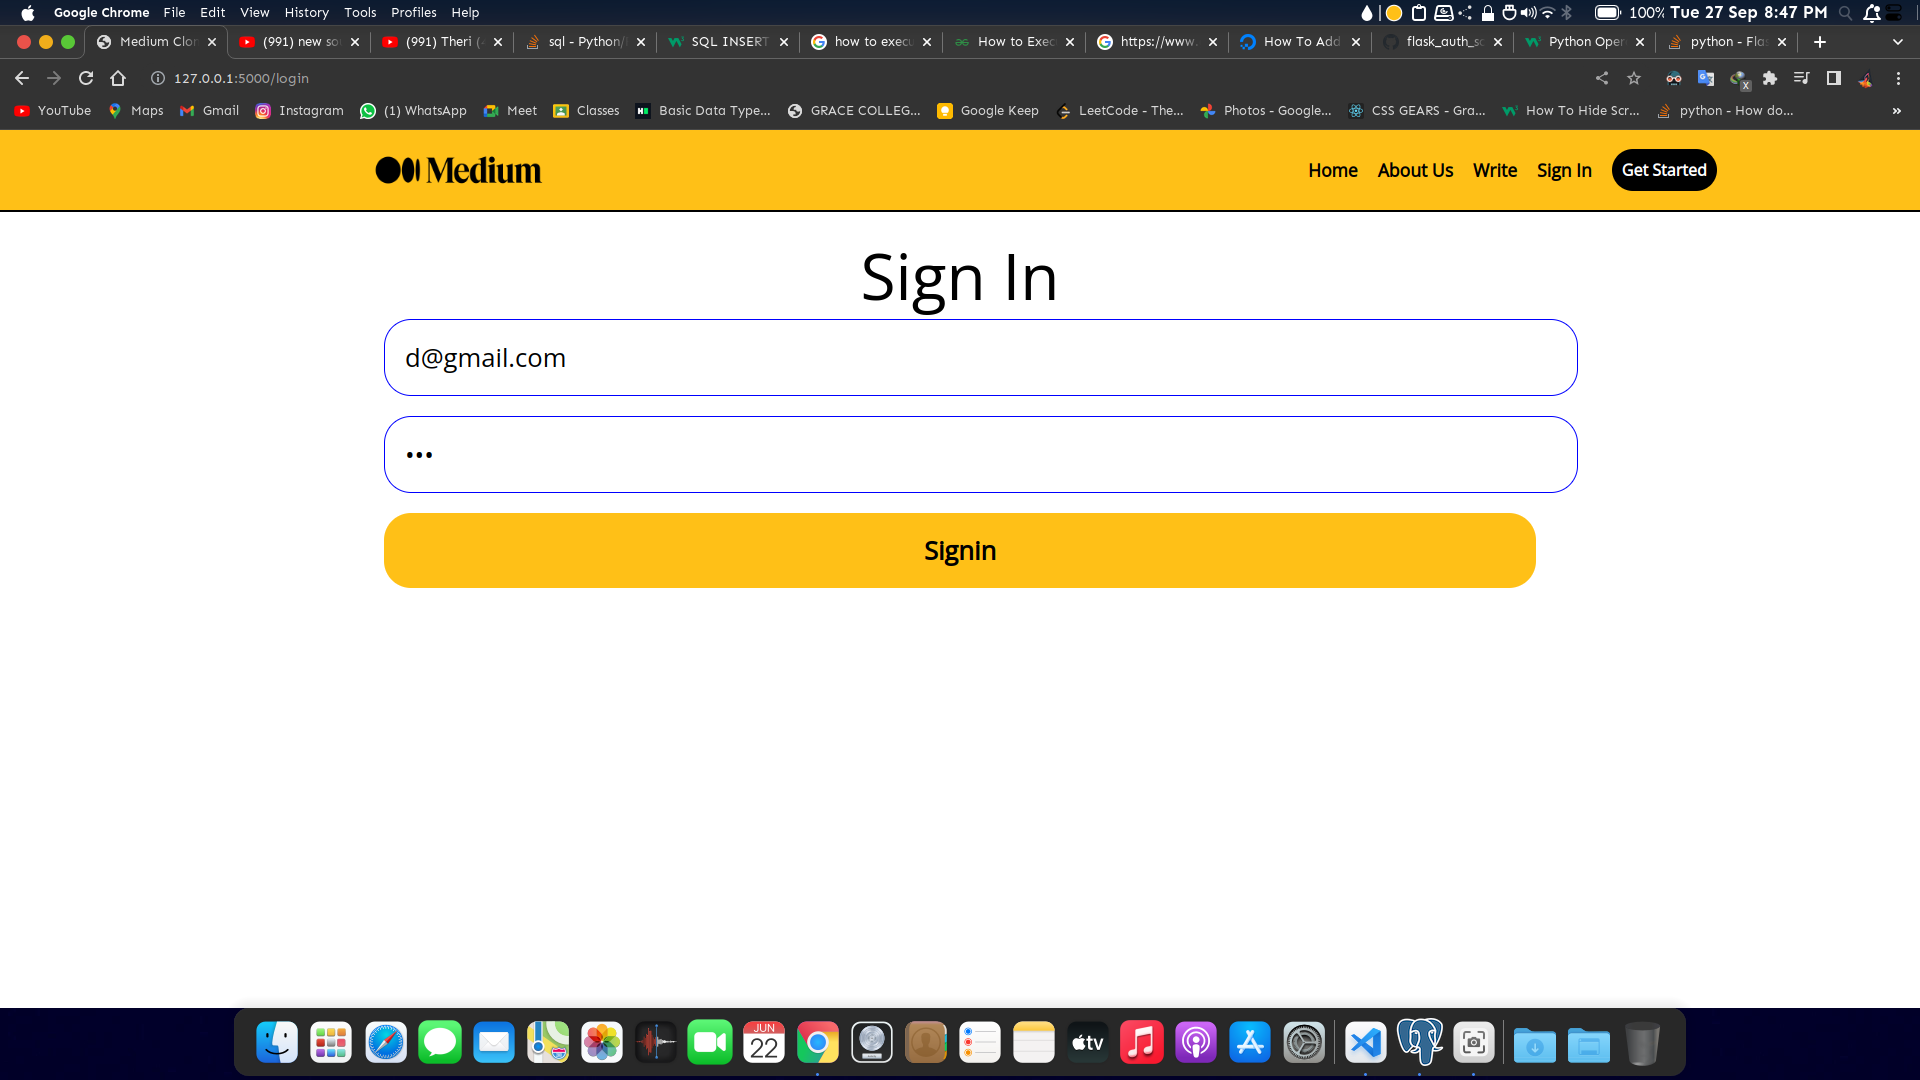 Google Chrome File Edit View History Tools Profiles Help 100% Tue 27 Sep 8:47 PM
Medium Clon (991) new so (991) Theri ( sql - Python/ SQL INSERT how to execu How to Exec https://www. How To Add flask_auth_sc Python Oper python - Flas
127.0.0.1:5000/login
YouTube Maps Gmail Instagram (1) WhatsApp Meet Classes Basic Data Type... GRACE COLLEG... Google Keep LeetCode - The... Photos - Google... CSS GEARS - Gra... How To Hide Scr... python - How do... »
Medium Home About Us Write Sign In Get Started
Sign In
d@gmail.com
•••
Signin
JUN
22
tv